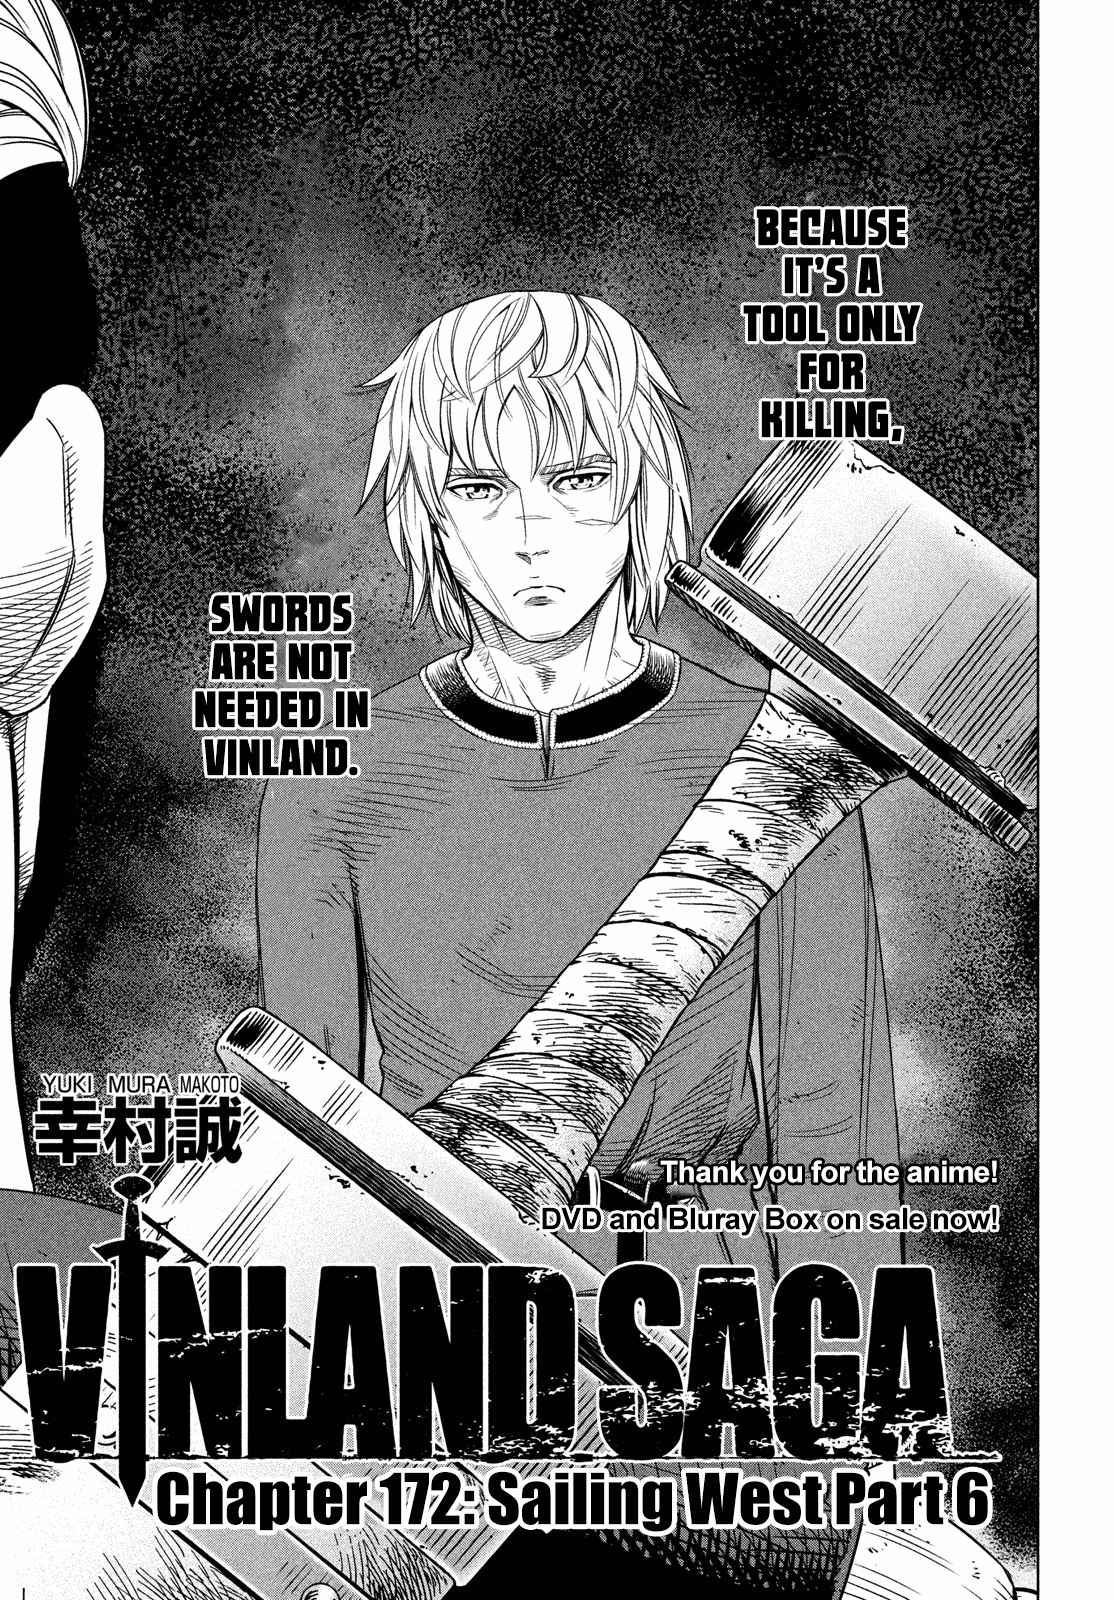 BECAUSE
IT'S A
TOOL ONLY
FOR
KILLING,
SWORDS
ARE NOT
NEEDED IN
VINLAND.
YUKI MURA MAKOTO
幸村誠
Thank you for the anime!
DVD and Bluray Box on sale now!
VINLAND SAGA
Chapter 172: Sailing West Part 6